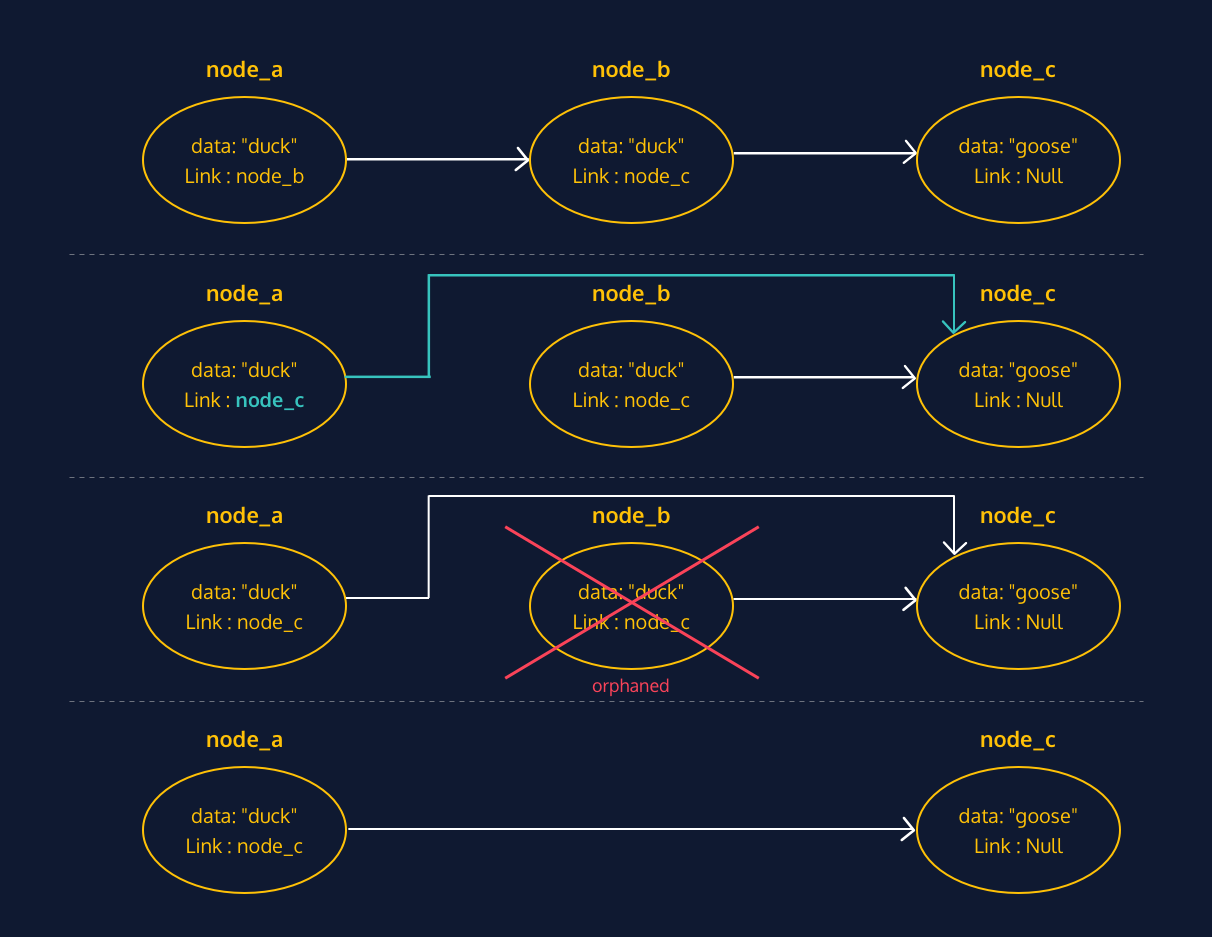 node_a node_b node_c
data: "duck" data: "duck" data: "goose"
Link : node_b Link : node_c Link : Null
node_a node_b node_c
data: "duck" data: "duck" data: "goose"
Link : node_c Link : node_c Link : Null
node_a node_b node_c
data: "duck" data: "duck" data: "goose"
Link : node_c Link : node_c Link : Null
orphaned
node_a node_c
data: "duck" data: "goose"
Link : node_c Link : Null